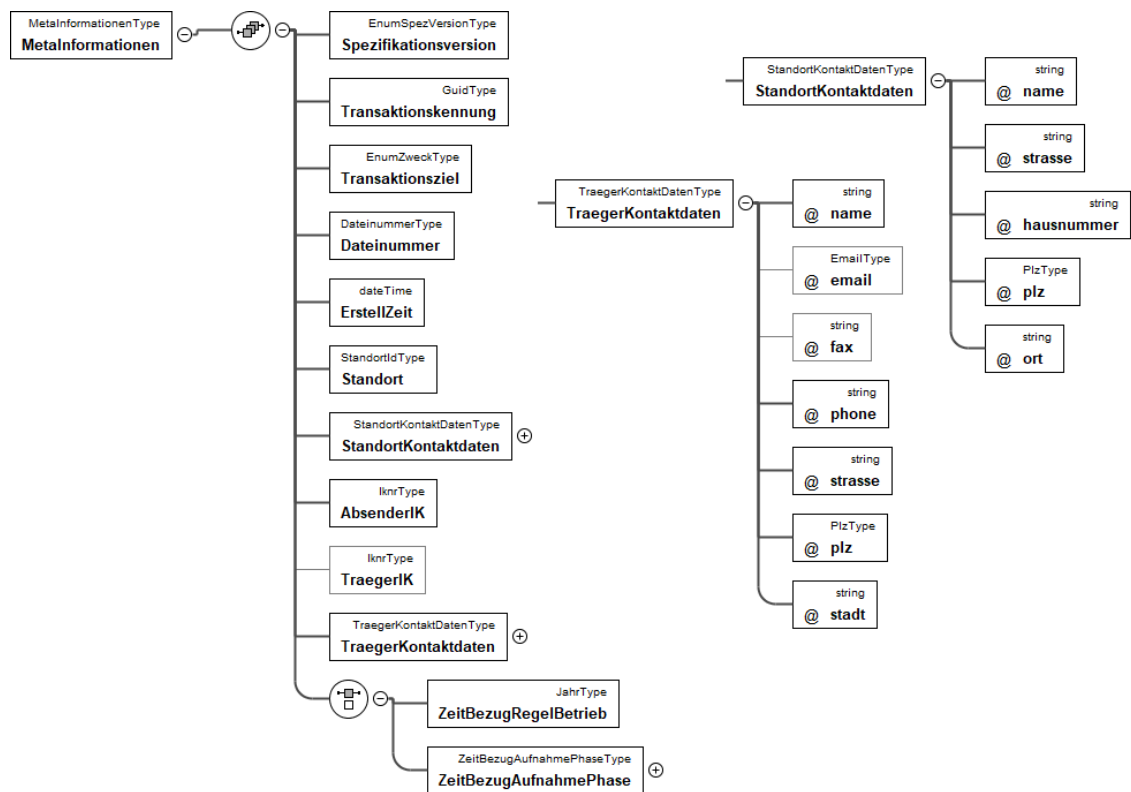 MetaInformationenType
MetaInformationen
EnumSpezVersionType
Spezifikationsversion
GuidType
Transaktionskennung
EnumZweckType
Transaktionsziel
DateinummerType
Dateinummer
dateTime
ErstellZeit
StandortIdType
Standort
StandortKontaktDatenType
StandortKontaktdaten
IknrType
AbsenderIK
IknrType
TraegerIK
TraegerKontaktDatenType
TraegerKontaktdaten
JahrType
ZeitBezugRegelBetrieb
ZeitBezugAufnahmePhaseType
ZeitBezugAufnahmePhase
TraegerKontaktDatenType
TraegerKontaktdaten
string
@ name
EmailType
@ email
string
@ fax
string
@ phone
string
@ strasse
PlzType
@ plz
string
@ stadt
StandortKontaktDatenType
StandortKontaktdaten
string
@ name
string
@ strasse
string
@ hausnummer
PlzType
@ plz
string
@ ort